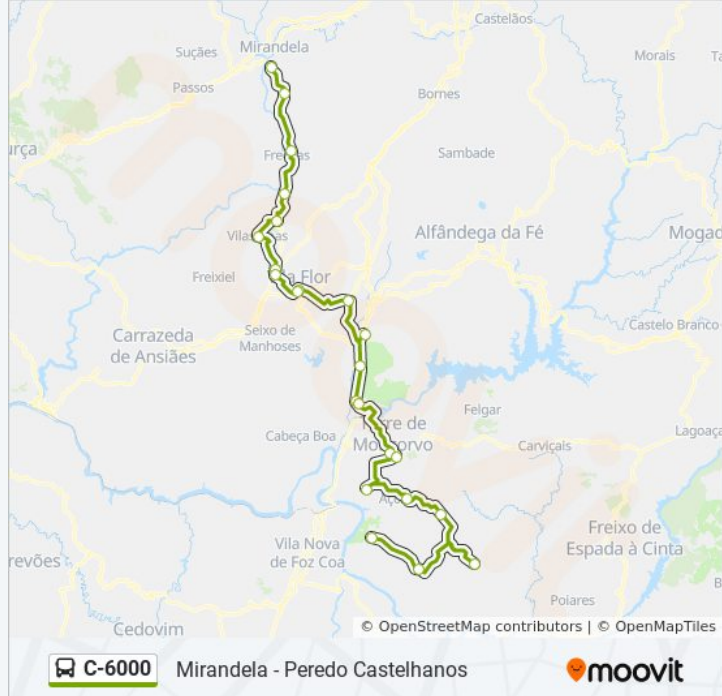 Castelãos
Mirandela
Suções
Morais
Passos
Bornes
Sambade
Alfândega da Fé
Freixiel
Carrazeda
de Ansiães
Seixo de
Manhoses
Castelo Branco
Felgar
Cabeça Boa
Carviçais
Vila Nova
de Foz Coa
Freixo de
Espada à Cinta
Poiares
Cedovim
© OpenStreetMap contributors | © OpenMapTiles
C-6000 Mirandela - Peredo Castelhanos moovit